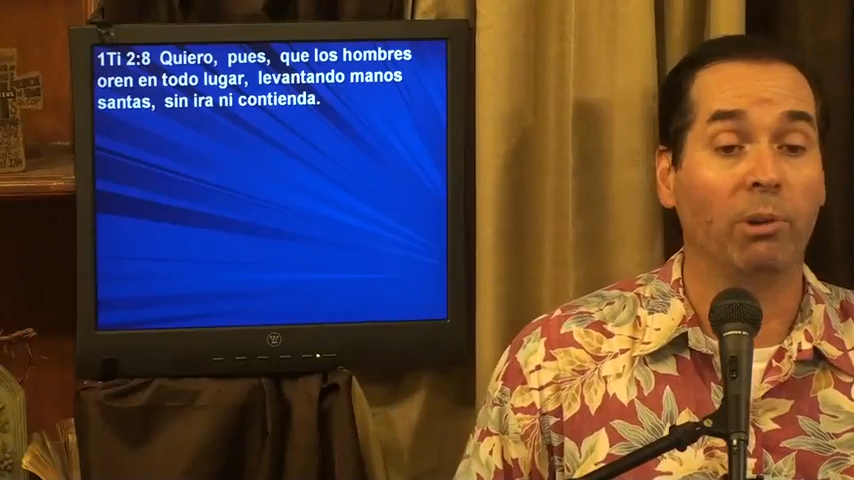 1Ti 2:8 Quiero, pues, que los hombres
oren en todo lugar, levantando manos
santas, sin ira ni contienda.